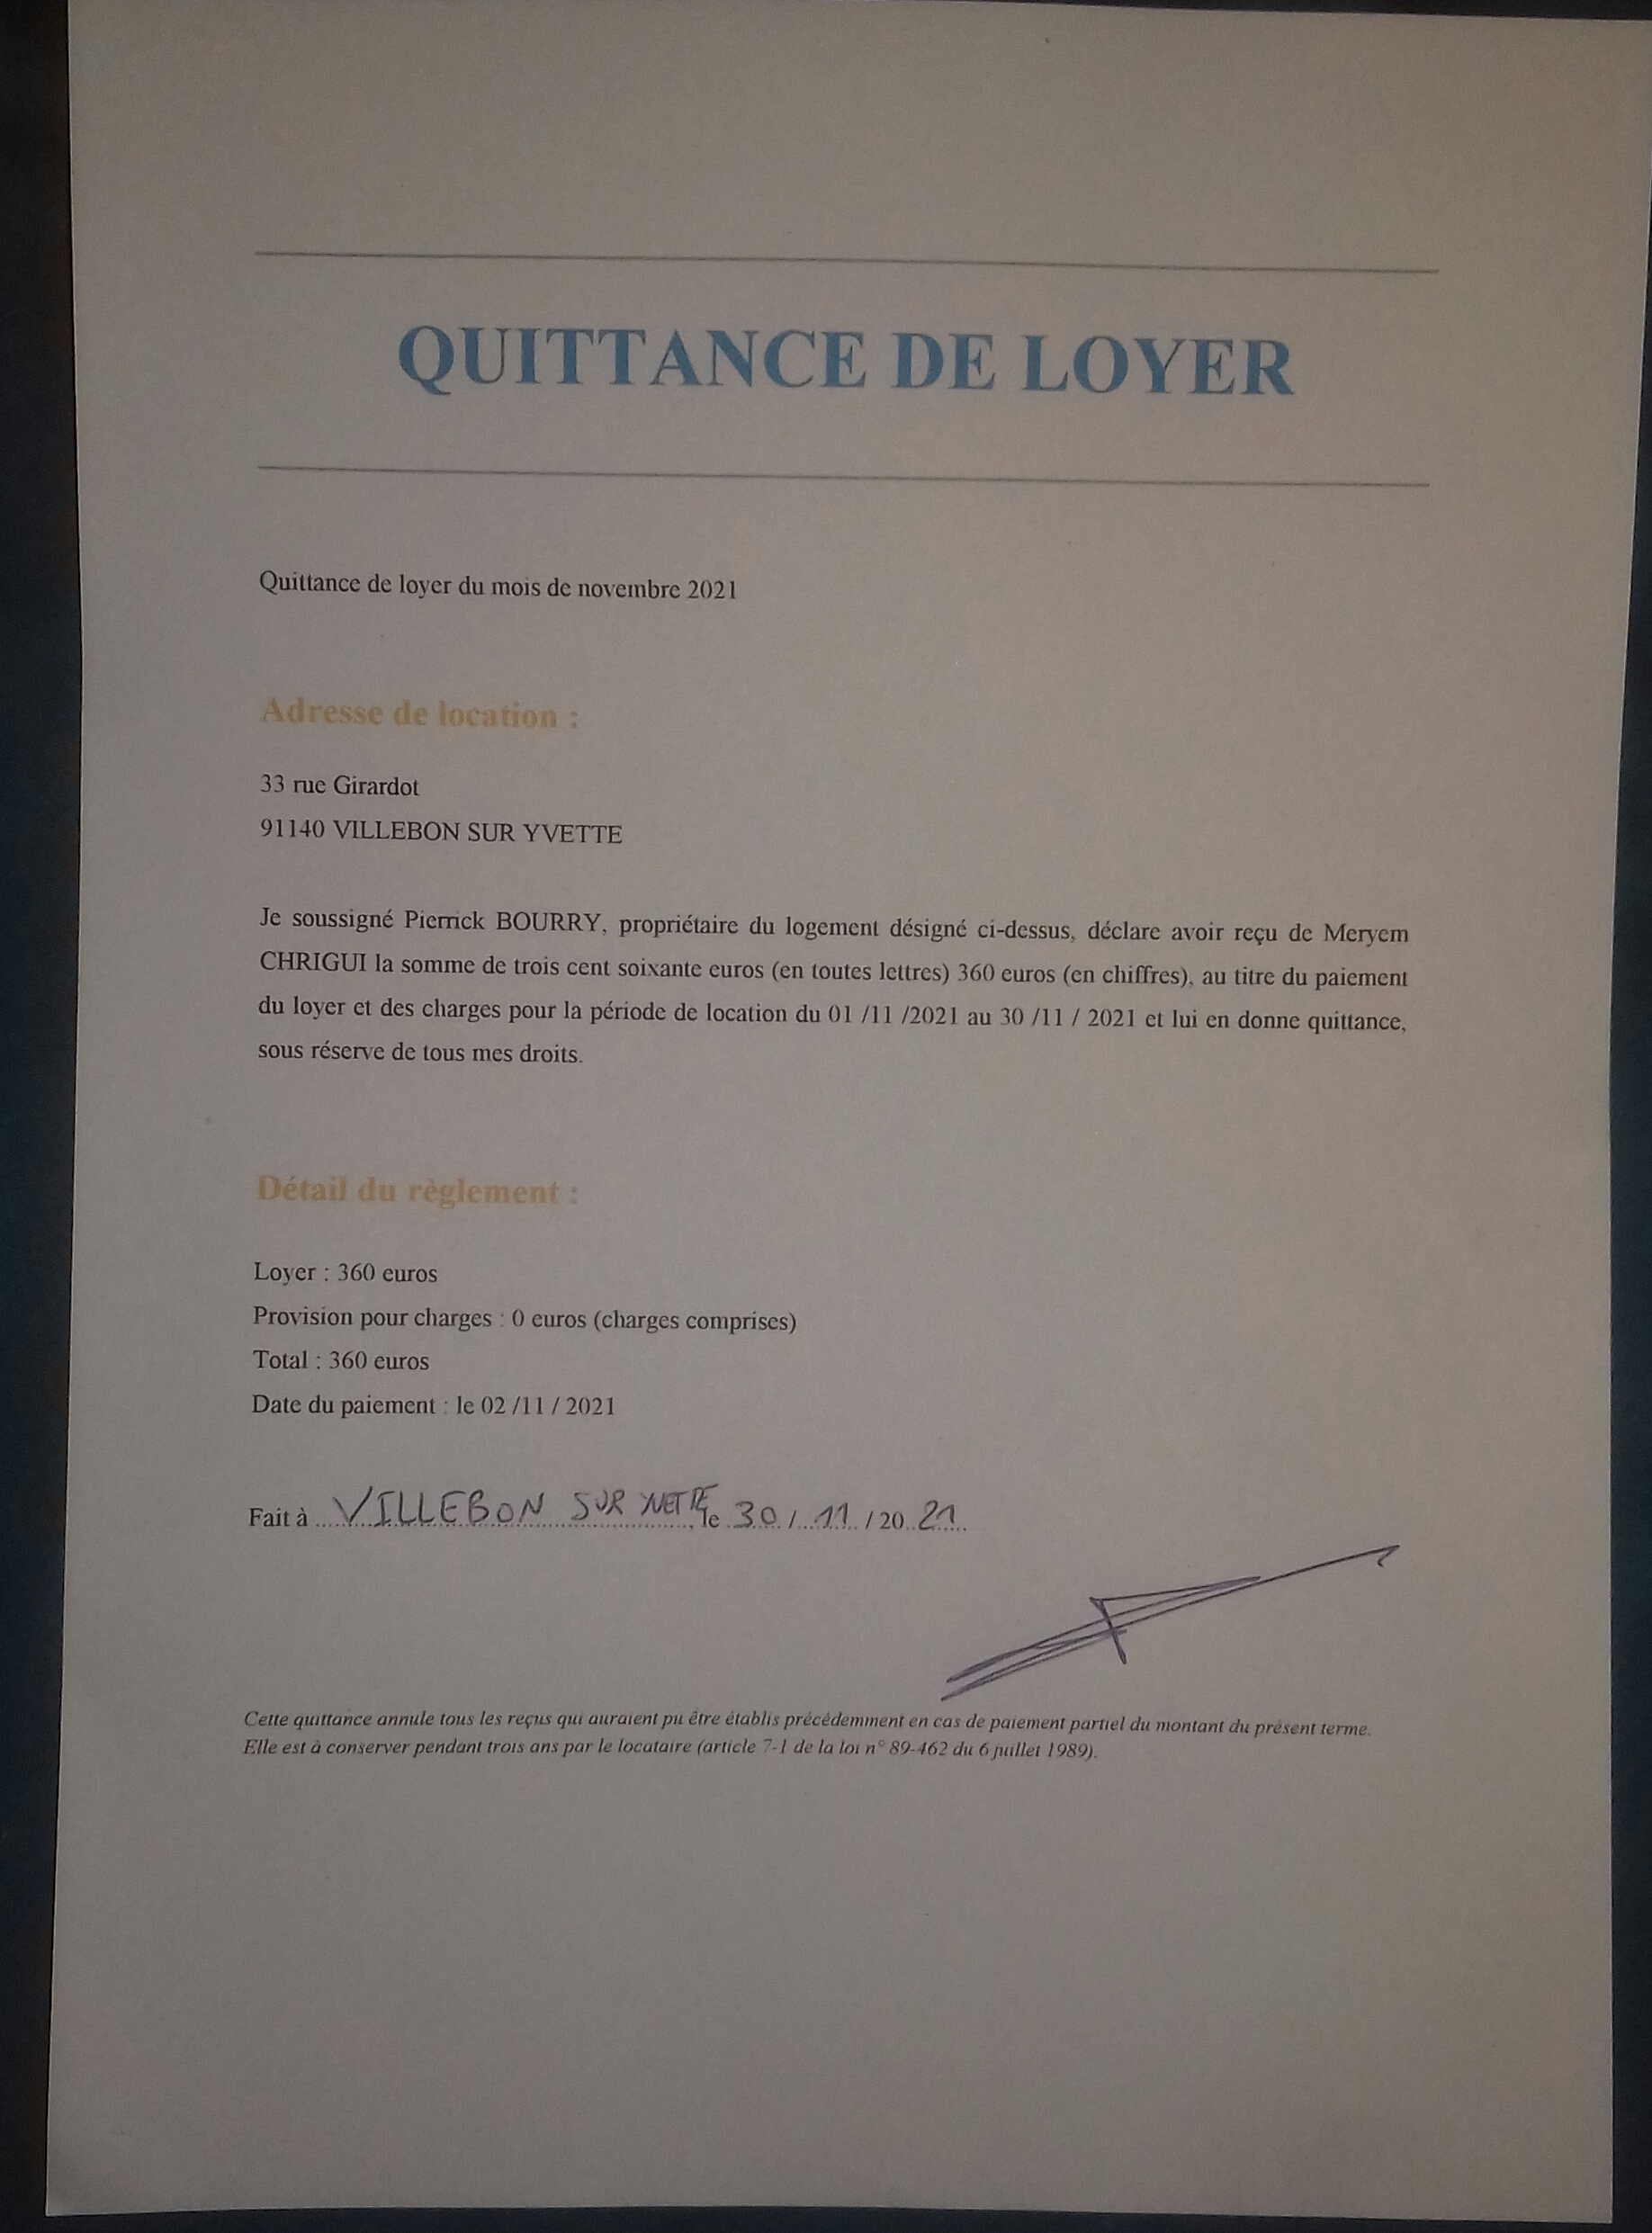 QUITTANCE DE LOYER
Quittance de loyer du mois de novembre 2021
Adresse de location :
33 rue Girardot
91140 VILLEBON SUR YVETTE
Je soussigné Pierrick BOURRY, propriétaire du logement désigné ci-dessus, déclare avoir reçu de Meryem
CHRIGUI la somme de trois cent soixante euros (en toutes lettres) 360 euros (en chiffres), au titre du paiement
du loyer et des charges pour la période de location du 01 /11 /2021 au 30 /11 / 2021 et lui en donne quittance,
sous réserve de tous mes droits.
Détail du règlement :
Loyer : 360 euros
Provision pour charges : 0 euros (charges comprises)
Total : 360 euros
Date du paiement : le 02 /11 / 2021
Fait à VILLEBON SUR YVETTE, le 30 / 11 / 20 21
Cette quittance annule tous les reçus qui auraient pu être établis précédemment en cas de paiement partiel du montant du présent terme.
Elle est à conserver pendant trois ans par le locataire (article 7-1 de la loi n° 89-462 du 6 juillet 1989).